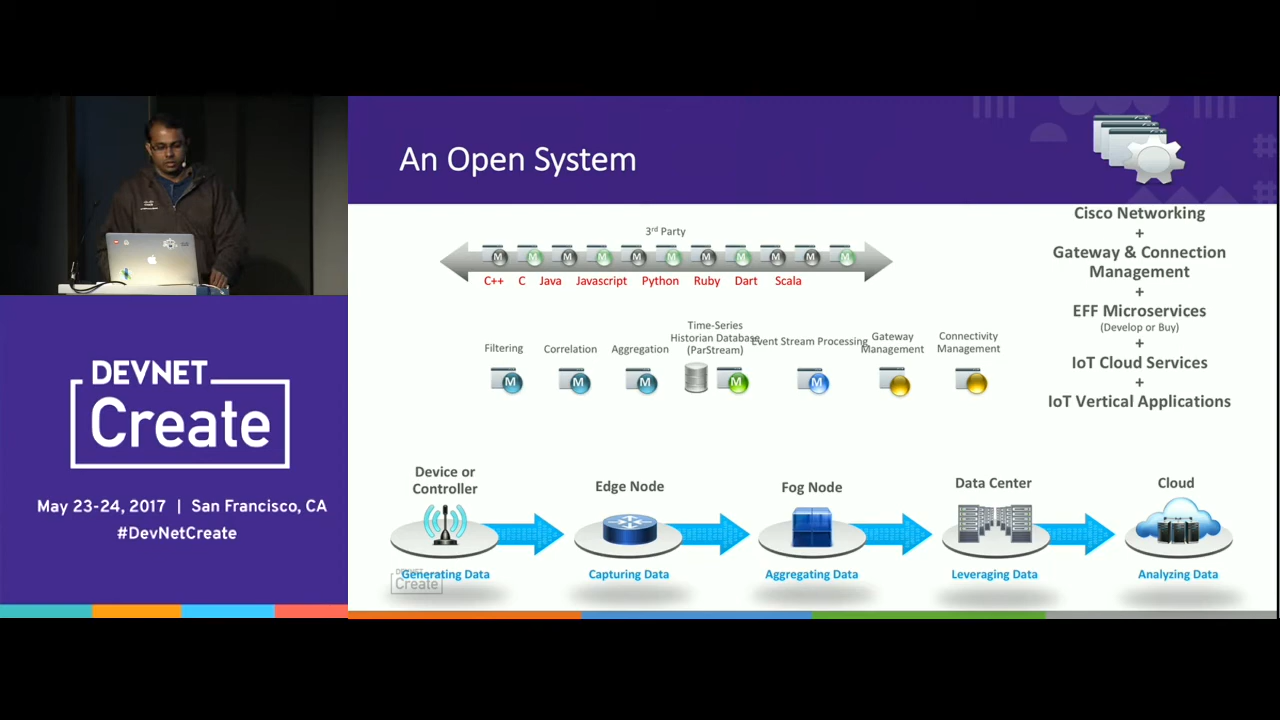 An Open System
3rd Party
C++ C Java Javascript Python Ruby Dart Scala
Filtering
Correlation
Aggregation
Time-Series
Historian Database
(ParStream)
Event Stream Processing
Gateway
Management
Connectivity
Management
M M M M M M M M M M M
M M M M M
Cisco Networking
+
Gateway & Connection
Management
+
EFF Microservices
(Develop or Buy)
+
IoT Cloud Services
+
IoT Vertical Applications
Device or
Controller
Edge Node
Fog Node
Data Center
Cloud
Generating Data
Capturing Data
Aggregating Data
Leveraging Data
Analyzing Data
DEVNET
Create
DEVNET
Create
May 23-24, 2017 | San Francisco, CA
#DevNetCreate